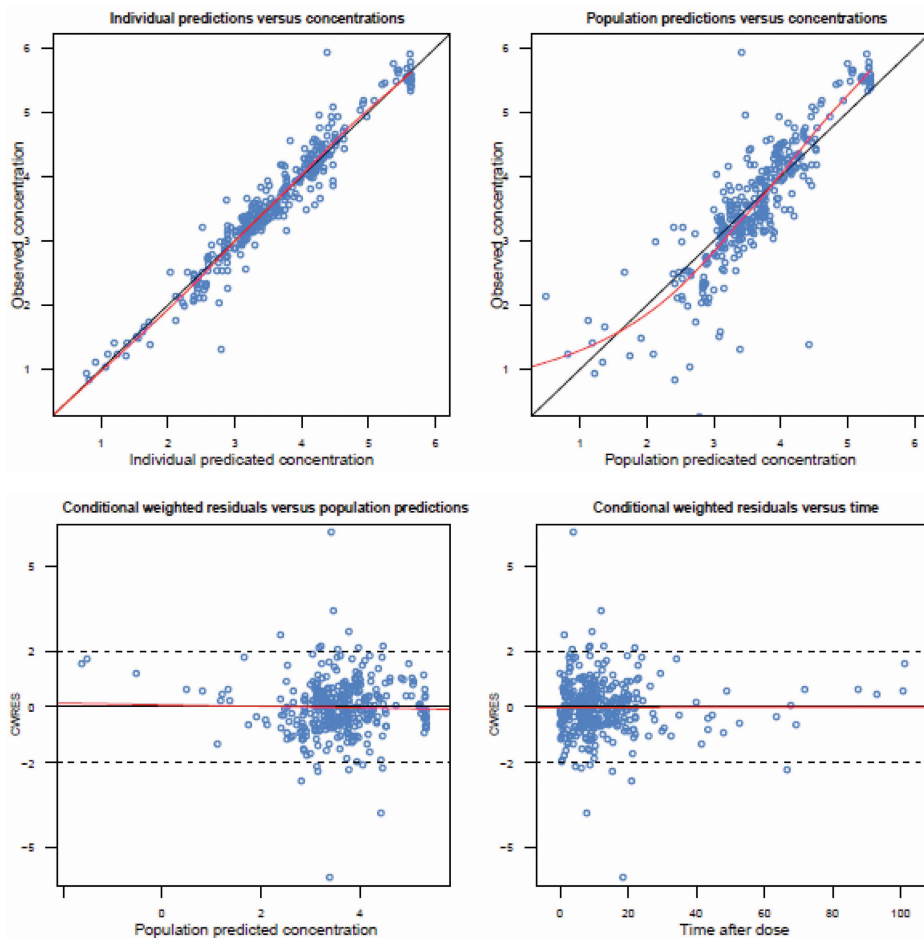 Individual predictions versus concentrations
Observed concentration
6
5
4
3
2
1
1 2 3 4 5 6
Individual predicated concentration
Population predictions versus concentrations
Observed concentration
6
5
4
3
2
1
0 1 2 3 4 5 6
Population predicated concentration
Conditional weighted residuals versus population predictions
CWRES
5
2
0
−2
−5
0 2 4
Population predicted concentration
Conditional weighted residuals versus time
CWRES
5
2
0
−2
−5
0 20 40 60 80 100
Time after dose